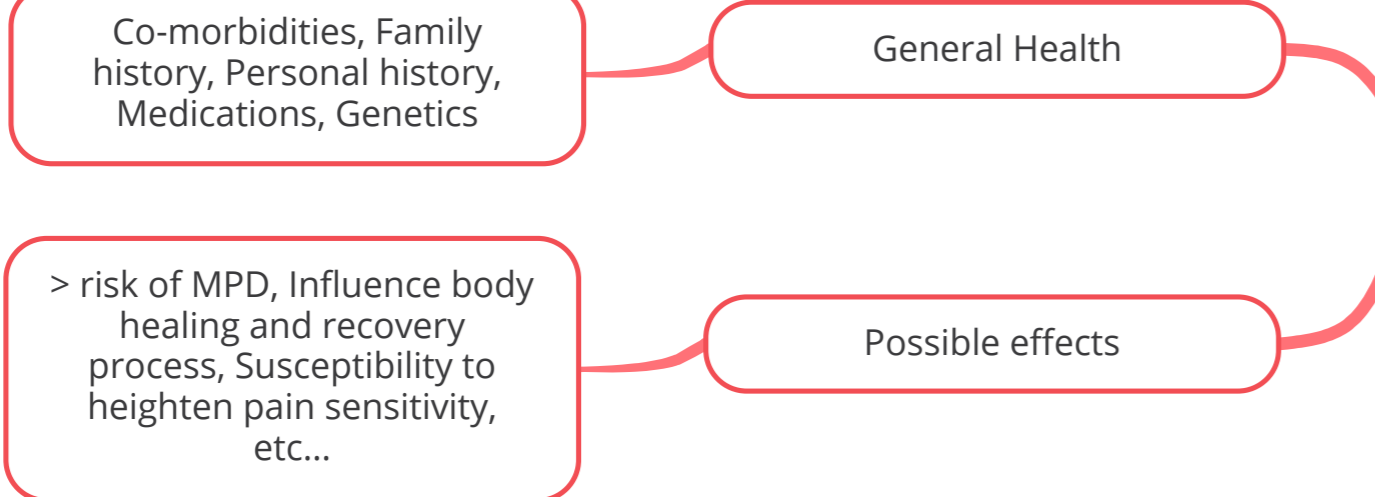 Co-morbidities, Family
history, Personal history,
Medications, Genetics
General Health
> risk of MPD, Influence body
healing and recovery
process, Susceptibility to
heighten pain sensitivity,
etc...
Possible effects